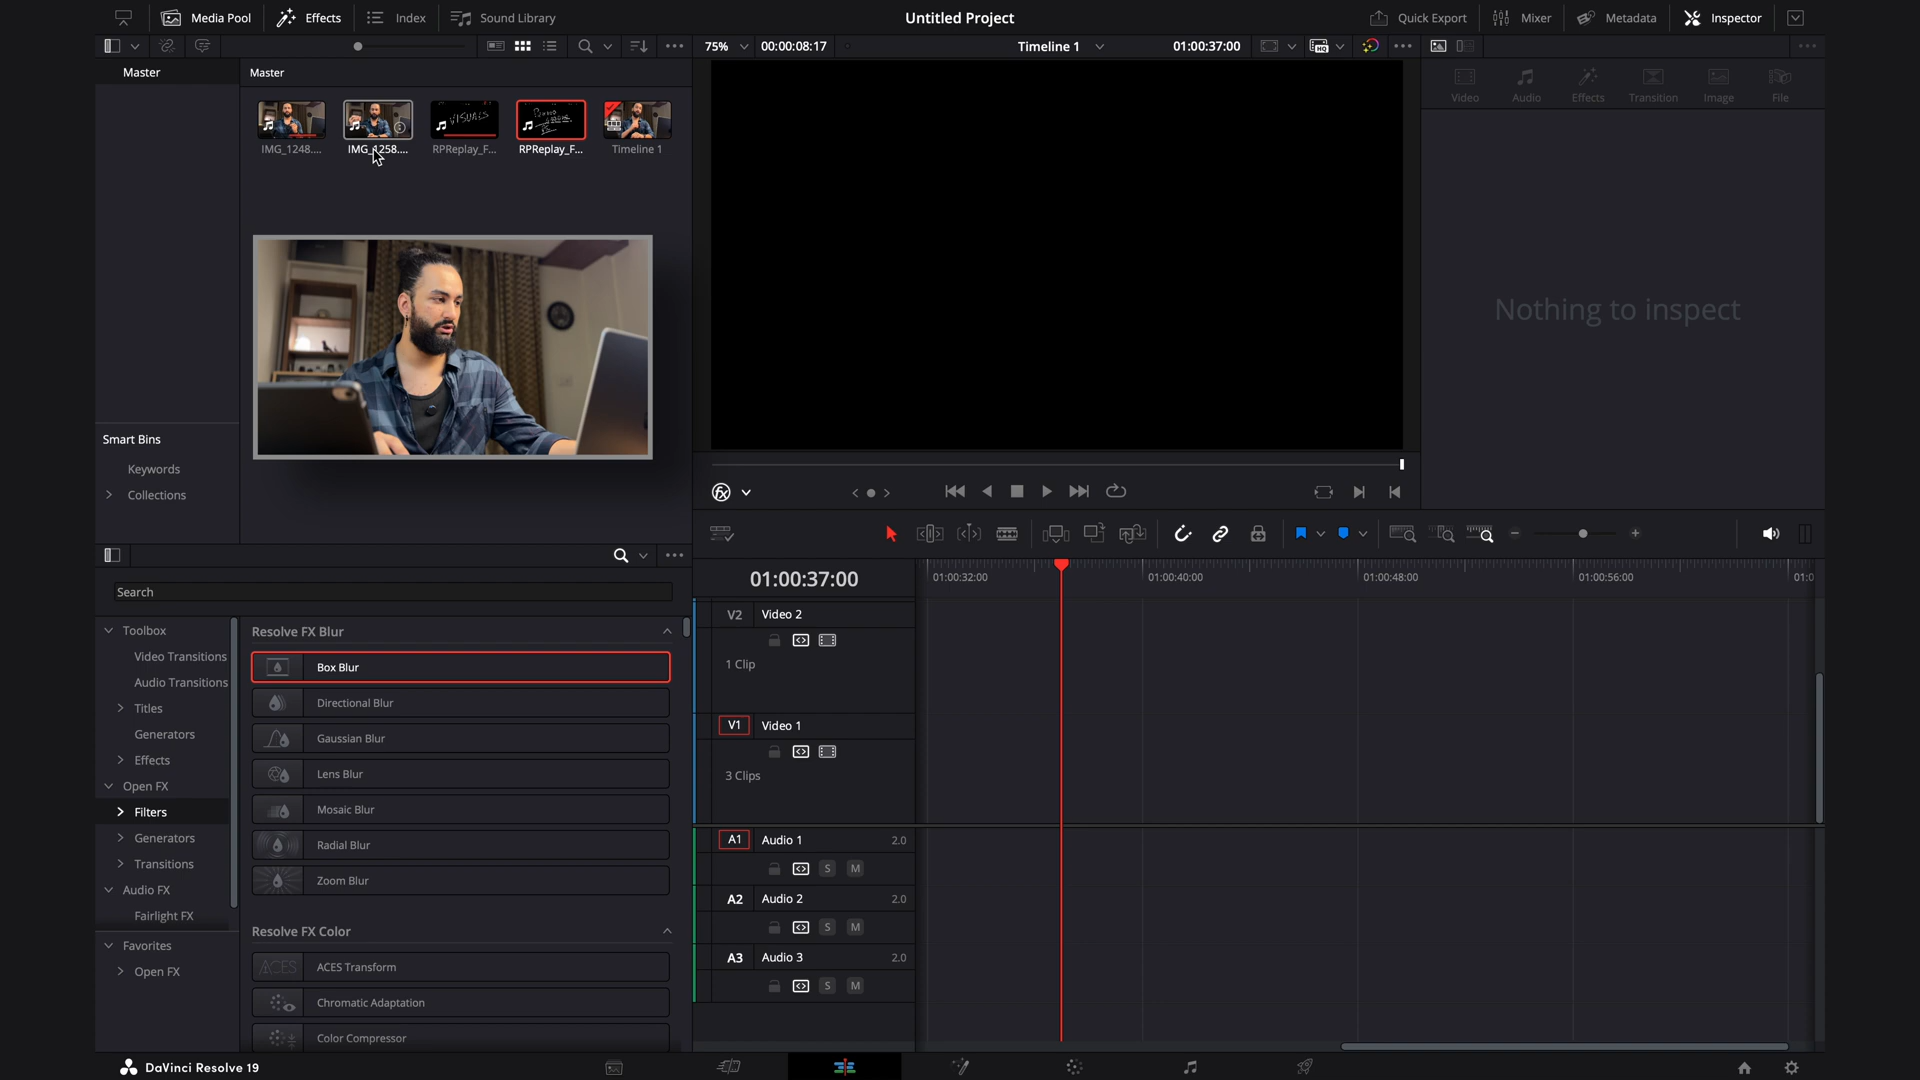 Media Pool
Effects
Index
Sound Library
Untitled Project
Quick Export
Mixer
Metadata
Inspector
75%
00:00:08:17
Timeline 1
01:00:37:00
Master
Master
IMG_1248....
IMG_1258....
RPReplay_F...
RPReplay_F...
Timeline 1
VISUALS
Video
Audio
Effects
Transition
Image
File
Nothing to inspect
Smart Bins
Keywords
Collections
Search
Toolbox
Video Transitions
Audio Transitions
Titles
Generators
Effects
Open FX
Filters
Generators
Transitions
Audio FX
Fairlight FX
Favorites
Open FX
Resolve FX Blur
Box Blur
Directional Blur
Gaussian Blur
Lens Blur
Mosaic Blur
Radial Blur
Zoom Blur
Resolve FX Color
ACES
ACES Transform
Chromatic Adaptation
Color Compressor
01:00:37:00
01:00:32:00
01:00:40:00
01:00:48:00
01:00:56:00
01:0
V2 Video 2
1 Clip
V1 Video 1
3 Clips
A1 Audio 1 2.0
S M
A2 Audio 2 2.0
S M
A3 Audio 3 2.0
S M
DaVinci Resolve 19